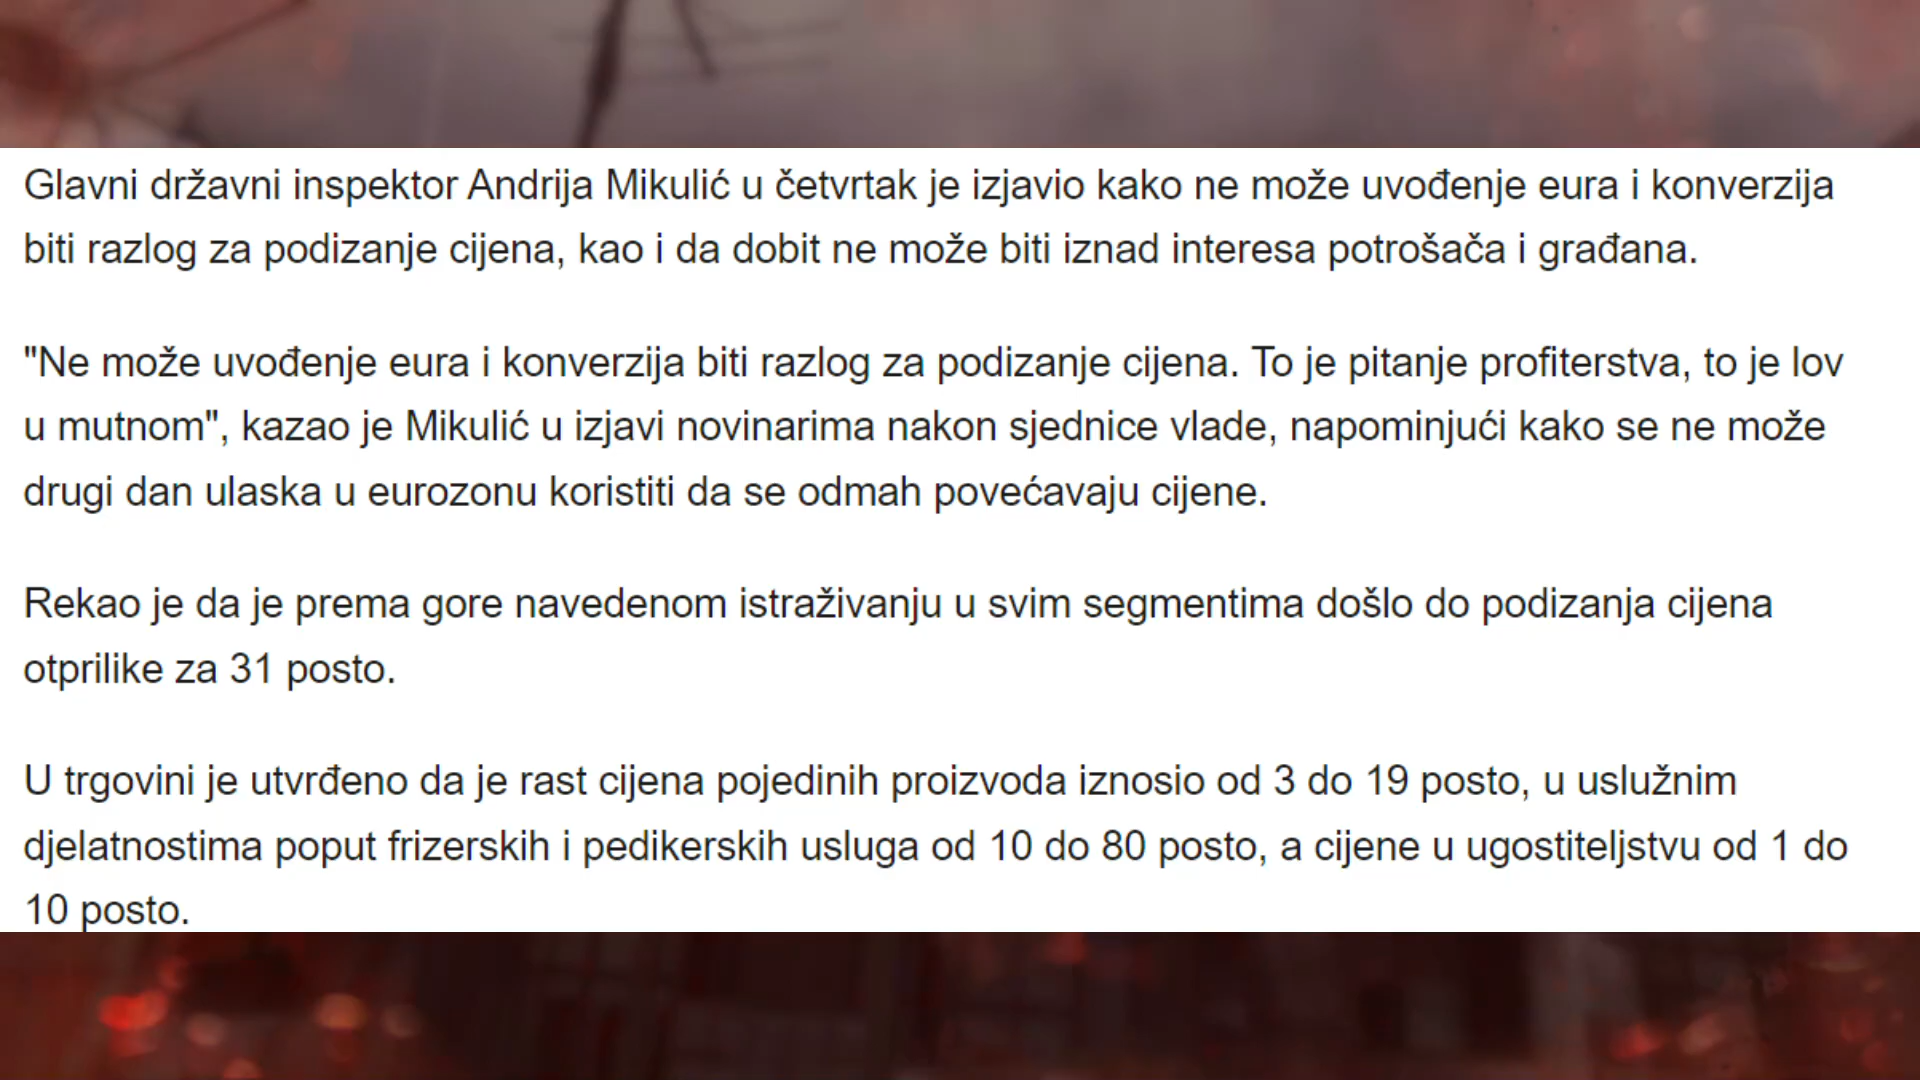 Glavni državni inspektor Andrija Mikulić u četvrtak je izjavio kako ne može uvođenje eura i konverzija
biti razlog za podizanje cijena, kao i da dobit ne može biti iznad interesa potrošača i građana.
"Ne može uvođenje eura i konverzija biti razlog za podizanje cijena. To je pitanje profiterstva, to je lov
u mutnom", kazao je Mikulić u izjavi novinarima nakon sjednice vlade, napominjući kako se ne može
drugi dan ulaska u eurozonu koristiti da se odmah povećavaju cijene.
Rekao je da je prema gore navedenom istraživanju u svim segmentima došlo do podizanja cijena
otprilike za 31 posto.
U trgovini je utvrđeno da je rast cijena pojedinih proizvoda iznosio od 3 do 19 posto, u uslužnim
djelatnostima poput frizerskih i pedikerskih usluga od 10 do 80 posto, a cijene u ugostiteljstvu od 1 do
10 posto.